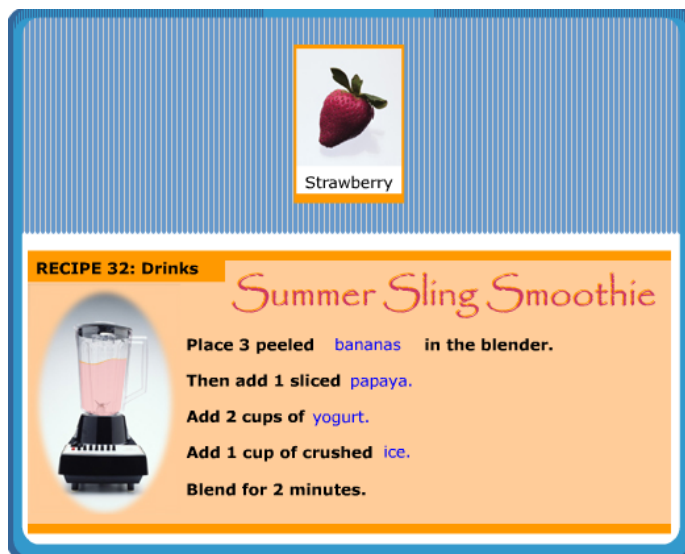 Strawberry
RECIPE 32: Drinks
Summer Sling Smoothie
Place 3 peeled bananas in the blender.
Then add 1 sliced papaya.
Add 2 cups of yogurt.
Add 1 cup of crushed ice.
Blend for 2 minutes.